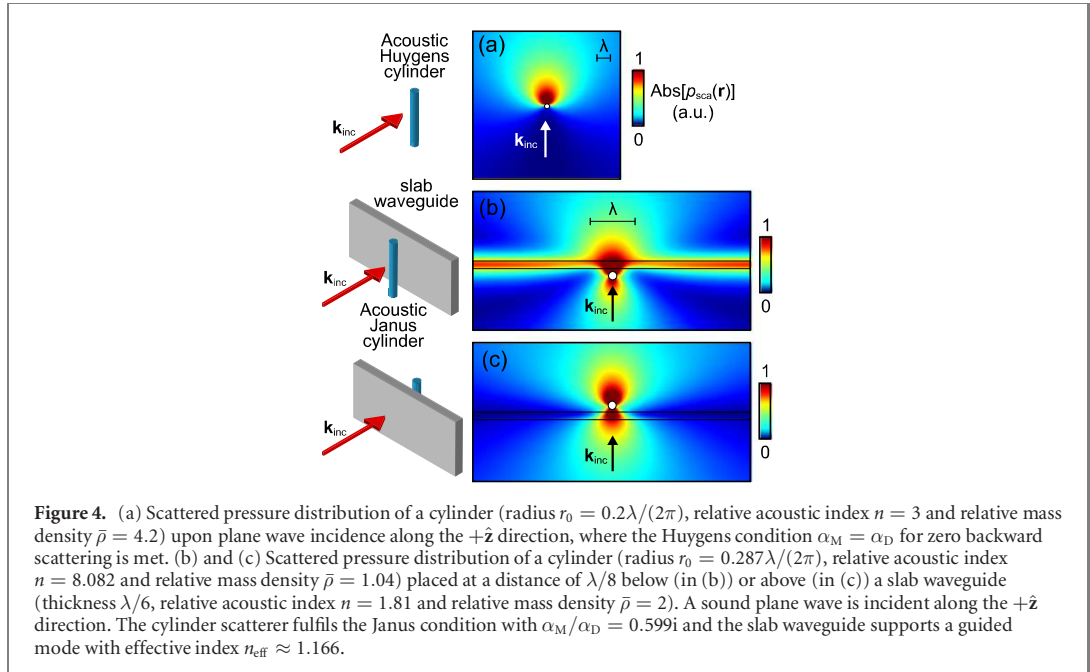 Acoustic
Huygens
cylinder
k_inc
(a)
λ
k_inc
1
Abs[p_sca(r)]
(a.u.)
0
slab
waveguide
k_inc
Acoustic
Janus
cylinder
(b)
λ
k_inc
1
0
k_inc
(c)
k_inc
1
0
Figure 4. (a) Scattered pressure distribution of a cylinder (radius r₀ = 0.2λ/(2π), relative acoustic index n = 3 and relative mass
density ρ̄ = 4.2) upon plane wave incidence along the +ẑ direction, where the Huygens condition α_M = α_D for zero backward
scattering is met. (b) and (c) Scattered pressure distribution of a cylinder (radius r₀ = 0.287λ/(2π), relative acoustic index
n = 8.082 and relative mass density ρ̄ = 1.04) placed at a distance of λ/8 below (in (b)) or above (in (c)) a slab waveguide
(thickness λ/6, relative acoustic index n = 1.81 and relative mass density ρ̄ = 2). A sound plane wave is incident along the +ẑ
direction. The cylinder scatterer fulfils the Janus condition with α_M/α_D = 0.599i and the slab waveguide supports a guided
mode with effective index n_eff ≈ 1.166.